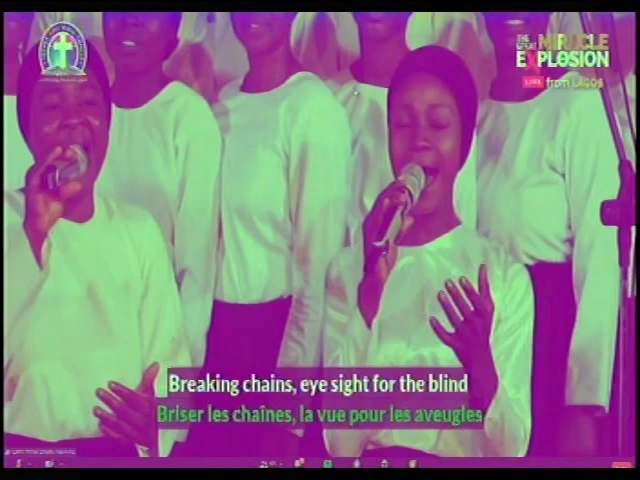 THE GREAT MIRACLE
EXPLOSION
LIVE from LAGOS
Breaking chains, eye sight for the blind
Briser les chaînes, la vue pour les aveugles